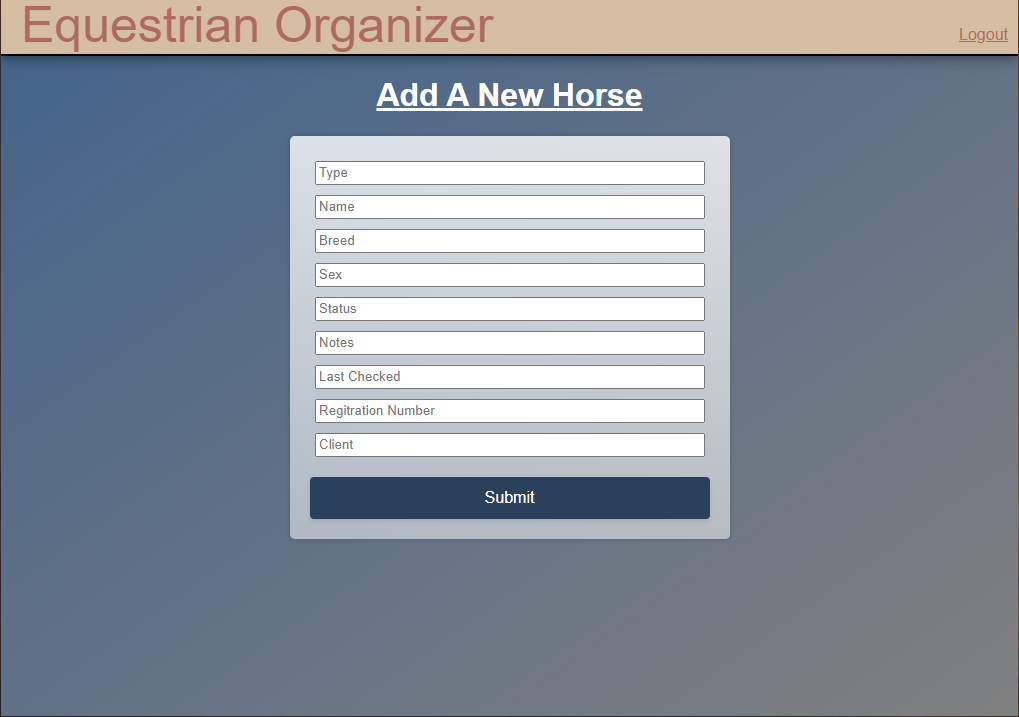 Equestrian Organizer
Logout
Add A New Horse
Type
Name
Breed
Sex
Status
Notes
Last Checked
Regitration Number
Client
Submit